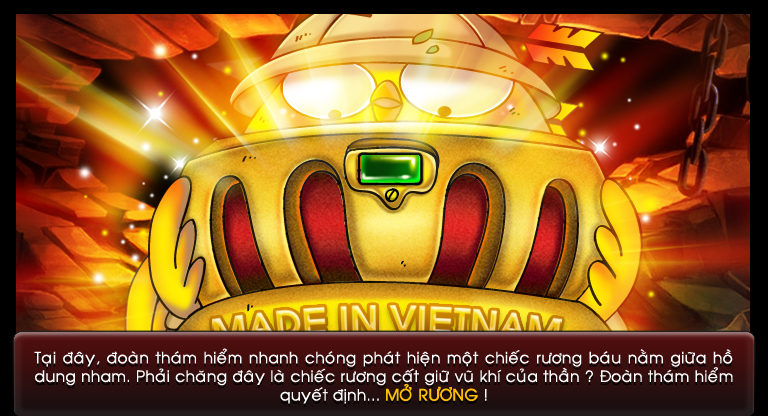 MADE IN VIETNAM
Tại đây, đoàn thám hiểm nhanh chóng phát hiện một chiếc rương báu nằm giữa hồ
dung nham. Phải chăng đây là chiếc rương cất giữ vũ khí của thần ? Đoàn thám hiểm
quyết định... MỞ RƯƠNG !